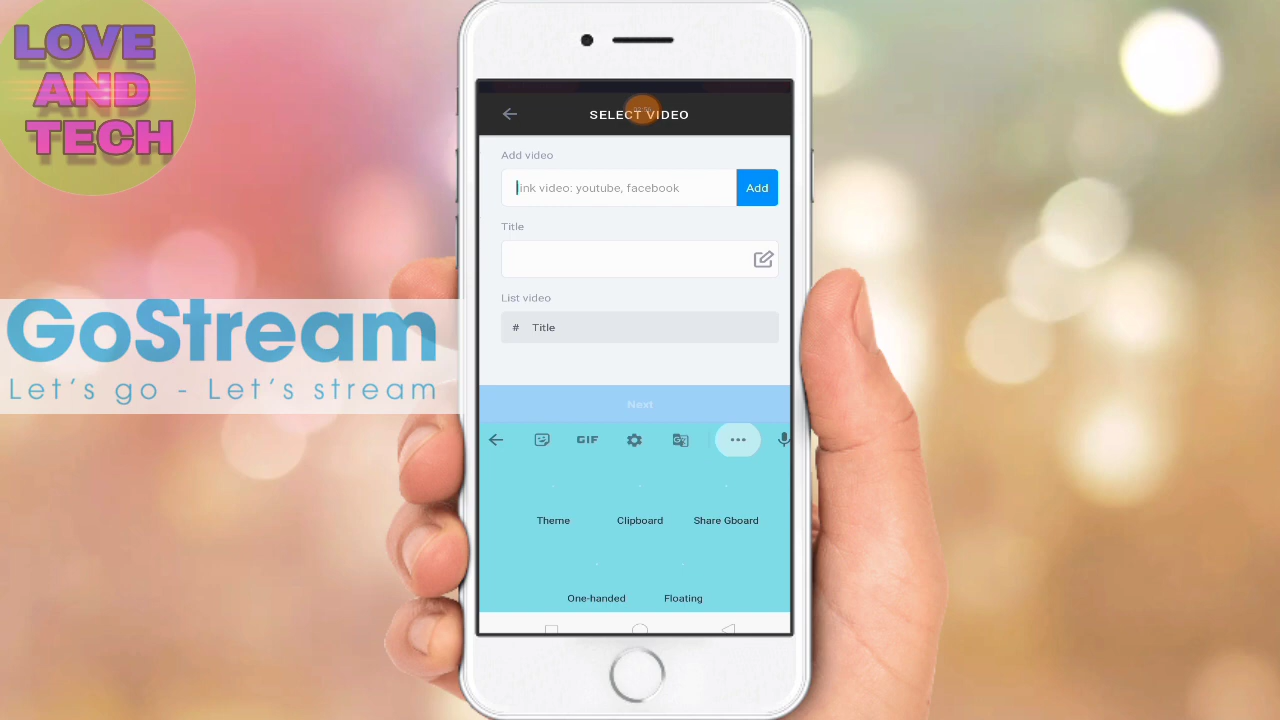 LOVE
AND
TECH
GoStream
Let's go - Let's stream
SELECT VIDEO
Add video
link video: youtube, facebook
Add
Title
List video
# Title
Next
GIF
Theme
Clipboard
Share Gboard
One-handed
Floating